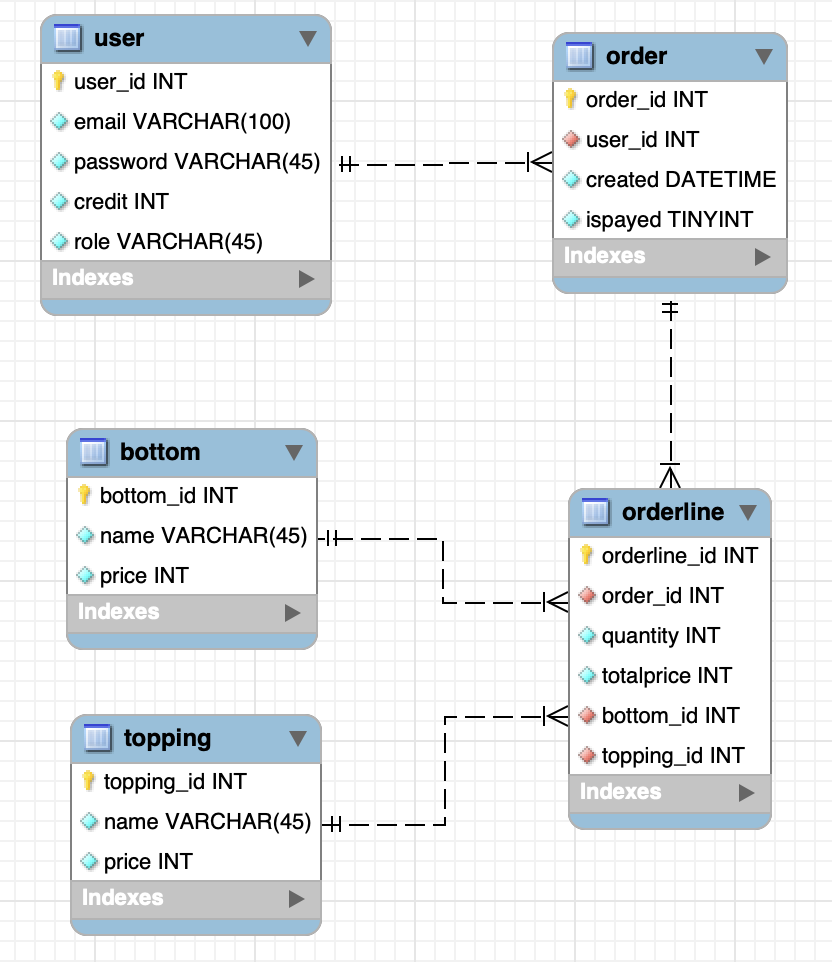 user
user_id INT
email VARCHAR(100)
password VARCHAR(45)
credit INT
role VARCHAR(45)
Indexes
order
order_id INT
user_id INT
created DATETIME
ispayed TINYINT
Indexes
bottom
bottom_id INT
name VARCHAR(45)
price INT
Indexes
orderline
orderline_id INT
order_id INT
quantity INT
totalprice INT
bottom_id INT
topping_id INT
Indexes
topping
topping_id INT
name VARCHAR(45)
price INT
Indexes